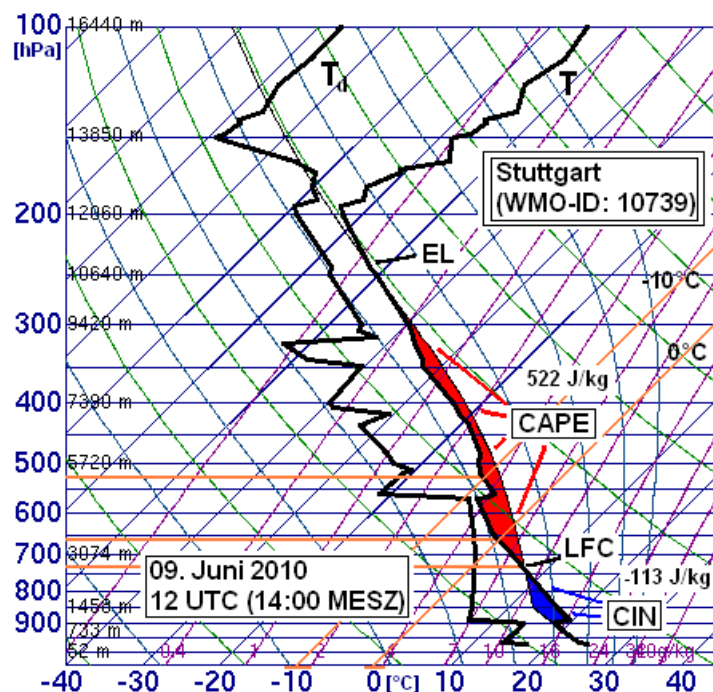 100 16440 m
[hPa]
Td T
13850 m
Stuttgart
(WMO-ID: 10739)
200 12060 m
EL
10640 m
-10°C
300 9420 m
0°C
522 J/kg
400 7390 m
CAPE
500 5720 m
600
LFC
700 3074 m
-113 J/kg
09. Juni 2010
12 UTC (14:00 MESZ)
800
1453 m
CIN
900 733 m
52 m 0.4 1 2 4 7 10 16 24 g/kg
-40 -30 -20 -10 0 [°C] 10 20 30 40